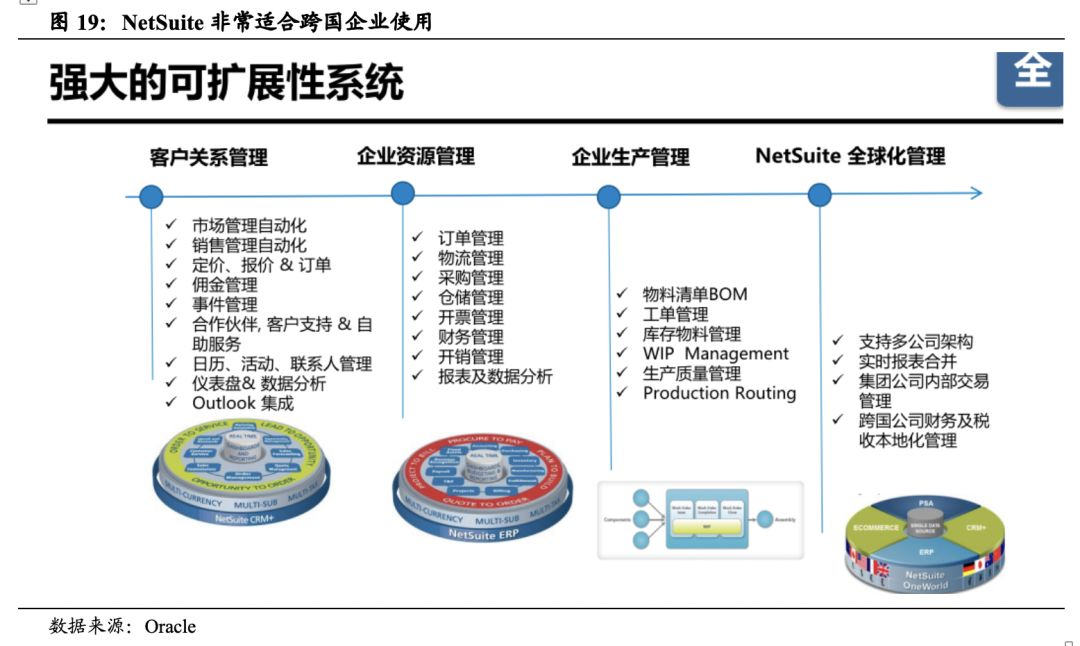 图 19：NetSuite 非常适合跨国企业使用
强大的可扩展性系统
全
客户关系管理
企业资源管理
企业生产管理
NetSuite 全球化管理
✓ 市场管理自动化
✓ 销售管理自动化
✓ 定价、报价 & 订单
✓ 佣金管理
✓ 事件管理
✓ 合作伙伴, 客户支持 & 自
助服务
✓ 日历、活动、联系人管理
✓ 仪表盘& 数据分析
✓ Outlook 集成
✓ 订单管理
✓ 物流管理
✓ 采购管理
✓ 仓储管理
✓ 开票管理
✓ 财务管理
✓ 开销管理
✓ 报表及数据分析
✓ 物料清单BOM
✓ 工单管理
✓ 库存物料管理
✓ WIP Management
✓ 生产质量管理
✓ Production Routing
✓ 支持多公司架构
✓ 实时报表合并
✓ 集团公司内部交易
管理
✓ 跨国公司财务及税
收本地化管理
ORDER TO SERVICE
LEAD TO OPPORTUNITY
OPPORTUNITY TO ORDER
REAL TIME
DASHBOARDS
AND
REPORTING
Order
Management
MULTI-CURRENCY
MULTI-SUB
MULTI-TAX
NetSuite CRM+
PROCURE TO PAY
PLAN TO BUILD
QUOTE TO ORDER
PROJECT TO BILL
REAL TIME
Purchasing
Inventory
Payroll
Projects
Billing
MULTI-CURRENCY
MULTI-SUB
MULTI-TAX
NetSuite ERP
Components
WIP
Assembly
PSA
ECOMMERCE
SINGLE DATA
SOURCE
CRM+
ERP
NetSuite
OneWorld
数据来源：Oracle